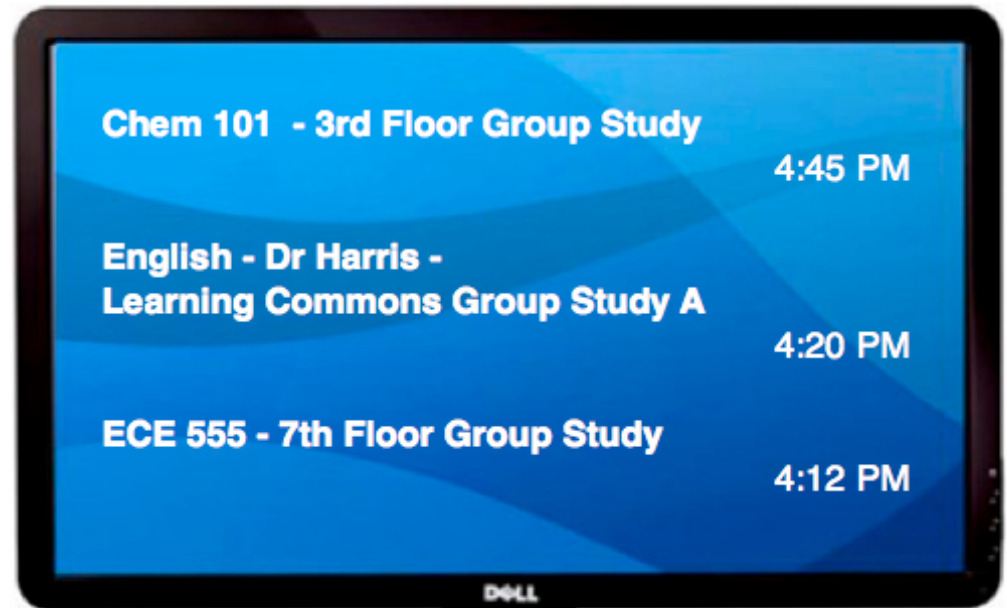 Chem 101 - 3rd Floor Group Study
4:45 PM
English - Dr Harris -
Learning Commons Group Study A
4:20 PM
ECE 555 - 7th Floor Group Study
4:12 PM
DELL